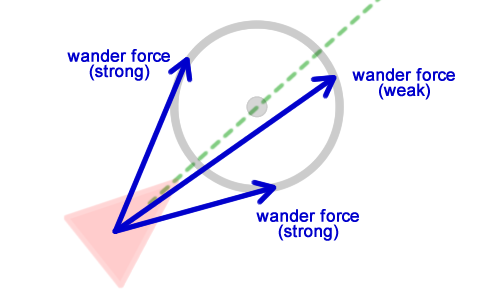 wander force
(strong)
wander force
(weak)
wander force
(strong)